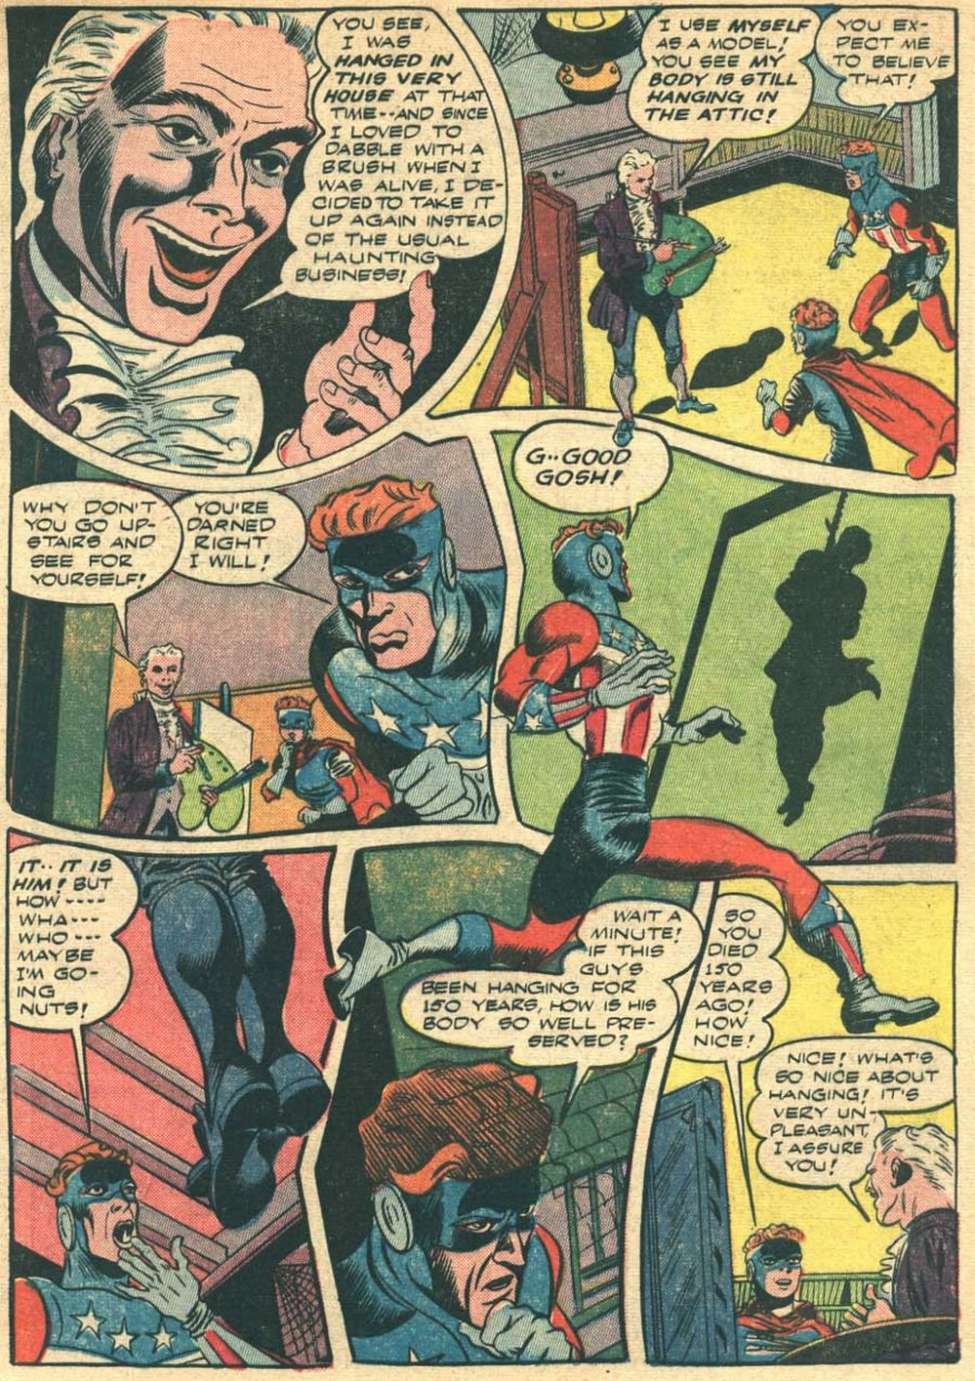 YOU SEE,
I WAS
HANGED IN
THIS VERY
HOUSE AT THAT
TIME--AND SINCE
I LOVED TO
DABBLE WITH A
BRUSH WHEN I
WAS ALIVE, I DE-
CIDED TO TAKE IT
UP AGAIN INSTEAD
OF THE USUAL
HAUNTING
BUSINESS!
I USE MYSELF
AS A MODEL!
YOU SEE MY
BODY IS STILL
HANGING IN
THE ATTIC!
YOU EX-
PECT ME
TO BELIEVE
THAT!
WHY DON'T
YOU GO UP-
STAIRS AND
SEE FOR
YOURSELF!
YOU'RE
DARNED
RIGHT
I WILL!
G..GOOD
GOSH!
IT.. IT IS
HIM! BUT
HOW ----
WHA ---
WHO ---
MAYBE
I'M GO-
ING
NUTS!
WAIT A
MINUTE!
IF THIS
GUYS
BEEN HANGING FOR
150 YEARS, HOW IS HIS
BODY SO WELL PRE-
SERVED?
SO
YOU
DIED
150
YEARS
AGO!
HOW
NICE!
NICE! WHAT'S
SO NICE ABOUT
HANGING! IT'S
VERY UN-
PLEASANT,
I ASSURE
YOU!